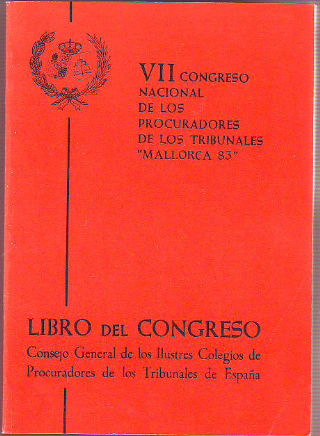 VII CONGRESO
NACIONAL
DE LOS
PROCURADORES
DE LOS TRIBUNALES
"MALLORCA 83"
LIBRO DEL CONGRESO
Consejo General de los Ilustres Colegios de
Procuradores de los Tribunales de España